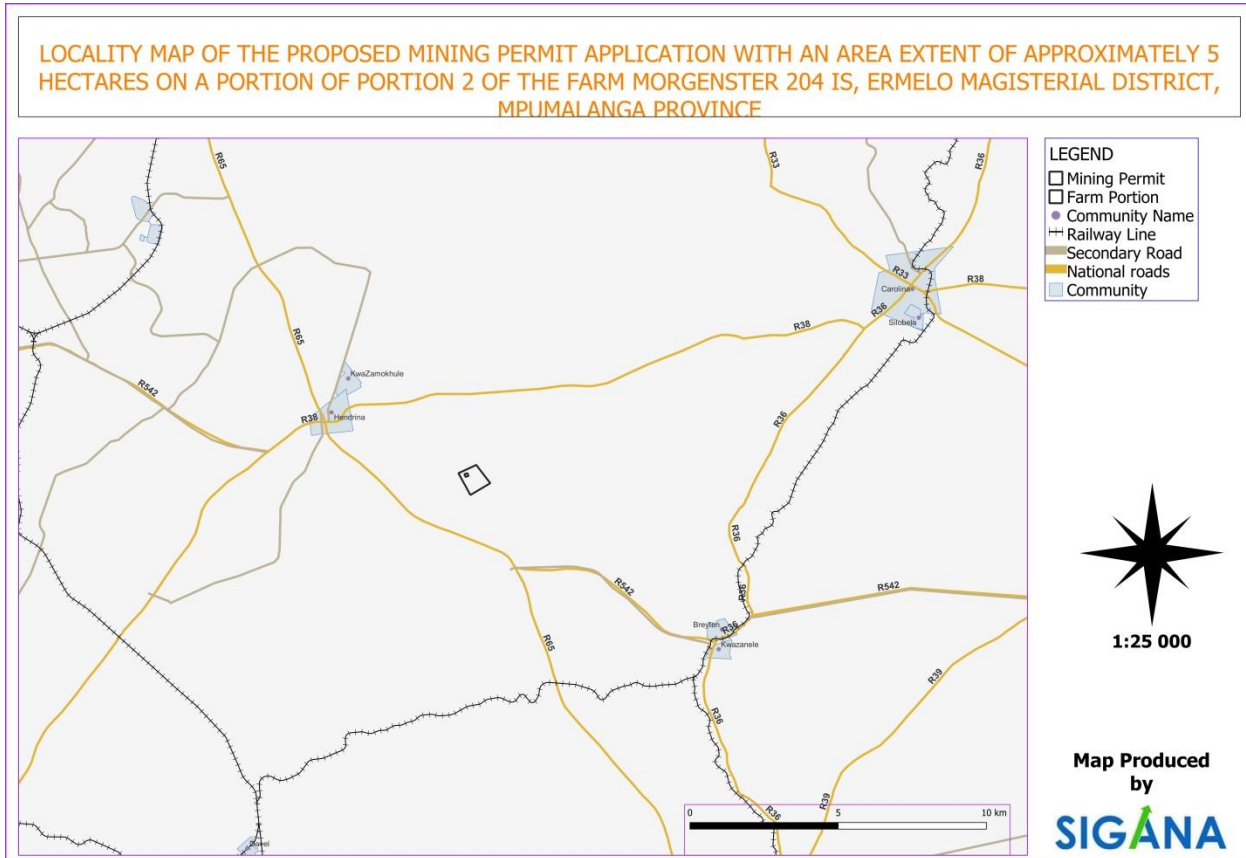 LOCALITY MAP OF THE PROPOSED MINING PERMIT APPLICATION WITH AN AREA EXTENT OF APPROXIMATELY 5
HECTARES ON A PORTION OF PORTION 2 OF THE FARM MORGENSTER 204 IS, ERMELO MAGISTERIAL DISTRICT,
MPUMALANGA PROVINCE
R65
R33
R36
R33
Carolina
R38
Silobela
R36
R38
R65
KwaZamokhule
R542
Hendrina
R38
R36
R36
R542
R36
R542
Breyten
R36
Kwazanele
R65
R39
R36
R39
R36
Davel
0
5
10 km
LEGEND
Mining Permit
Farm Portion
Community Name
Railway Line
Secondary Road
National roads
Community
1:25 000
Map Produced
by
SIGANA